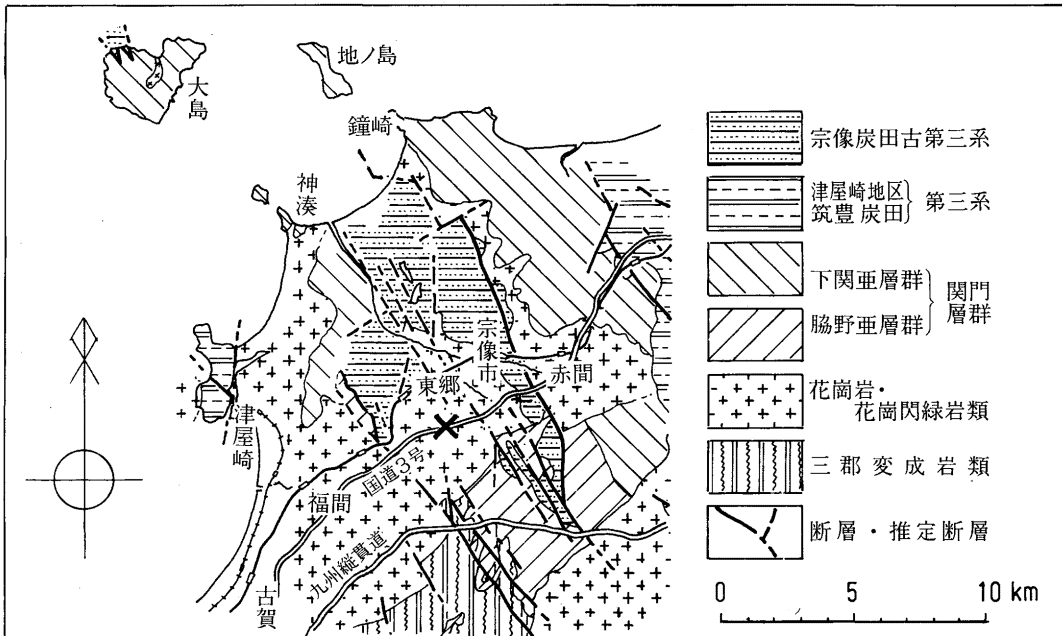 大島
地ノ島
鐘崎
神湊
宗像市
東郷
赤間
津屋崎
国道3号
福間
九州縦貫道
古賀
宗像炭田古第三系
津屋崎地区
筑豊炭田
第三系
下関亜層群
脇野亜層群
関門
層群
花崗岩・
花崗閃緑岩類
三郡変成岩類
断層・推定断層
0 5 10 km